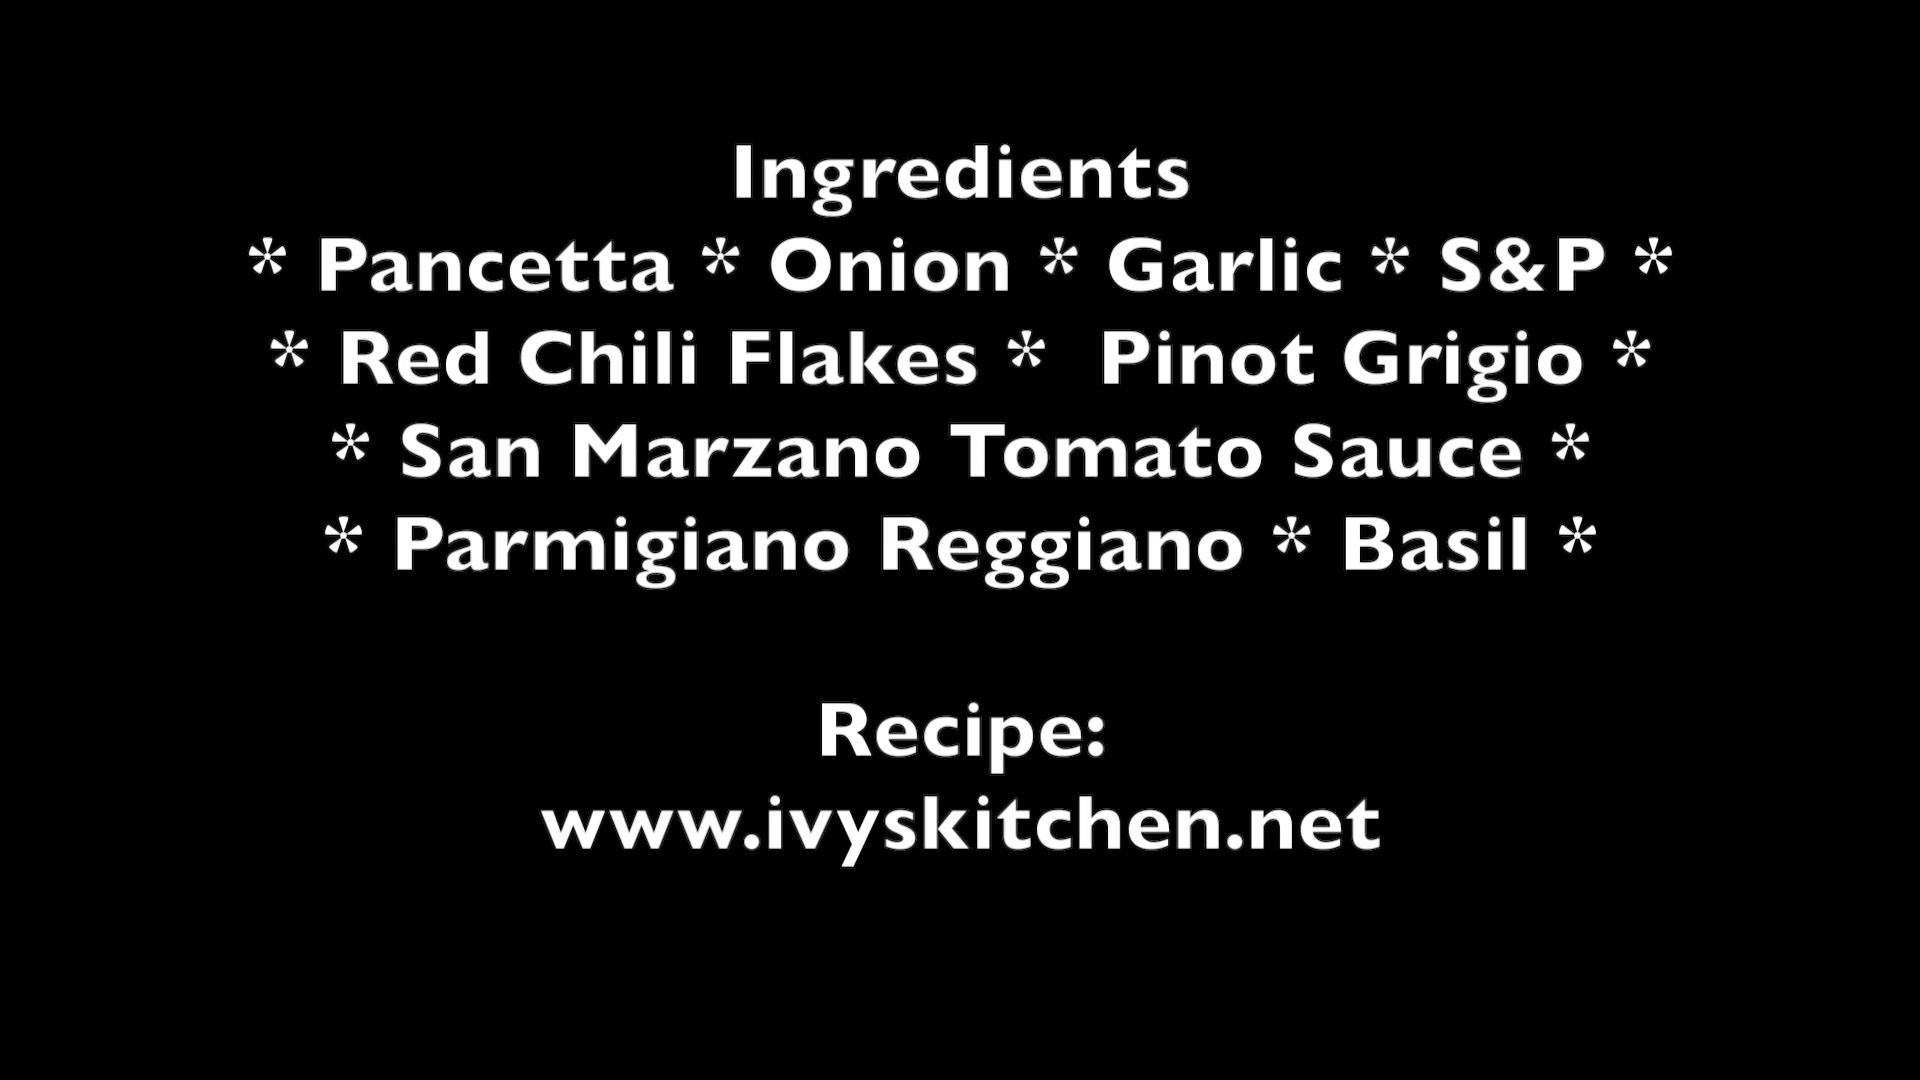 Ingredients
* Pancetta * Onion * Garlic * S&P *
* Red Chili Flakes *  Pinot Grigio *
* San Marzano Tomato Sauce *
* Parmigiano Reggiano * Basil *
Recipe:
www.ivyskitchen.net